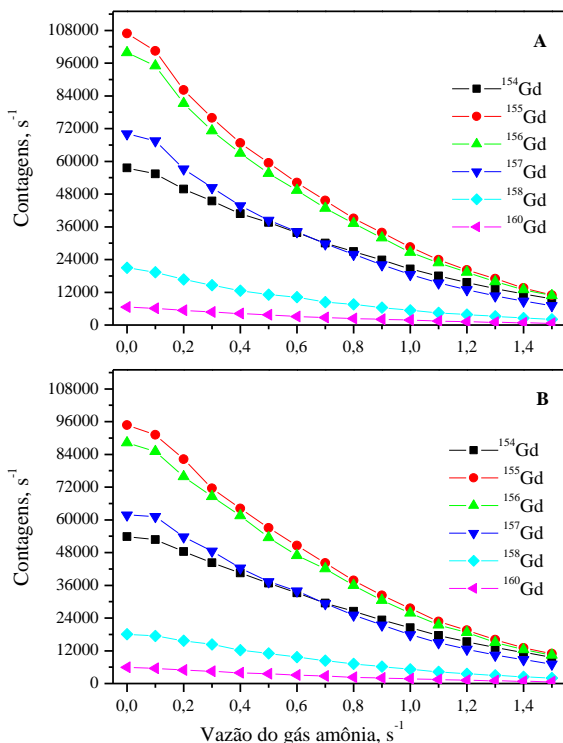 A
108000
96000
84000
72000
60000
48000
36000
24000
12000
0
Contagens, s⁻¹
¹⁵⁴Gd
¹⁵⁵Gd
¹⁵⁶Gd
¹⁵⁷Gd
¹⁵⁸Gd
¹⁶⁰Gd
0,0 0,2 0,4 0,6 0,8 1,0 1,2 1,4
B
108000
96000
84000
72000
60000
48000
36000
24000
12000
0
Contagens, s⁻¹
¹⁵⁴Gd
¹⁵⁵Gd
¹⁵⁶Gd
¹⁵⁷Gd
¹⁵⁸Gd
¹⁶⁰Gd
0,0 0,2 0,4 0,6 0,8 1,0 1,2 1,4
Vazão do gás amônia, s⁻¹